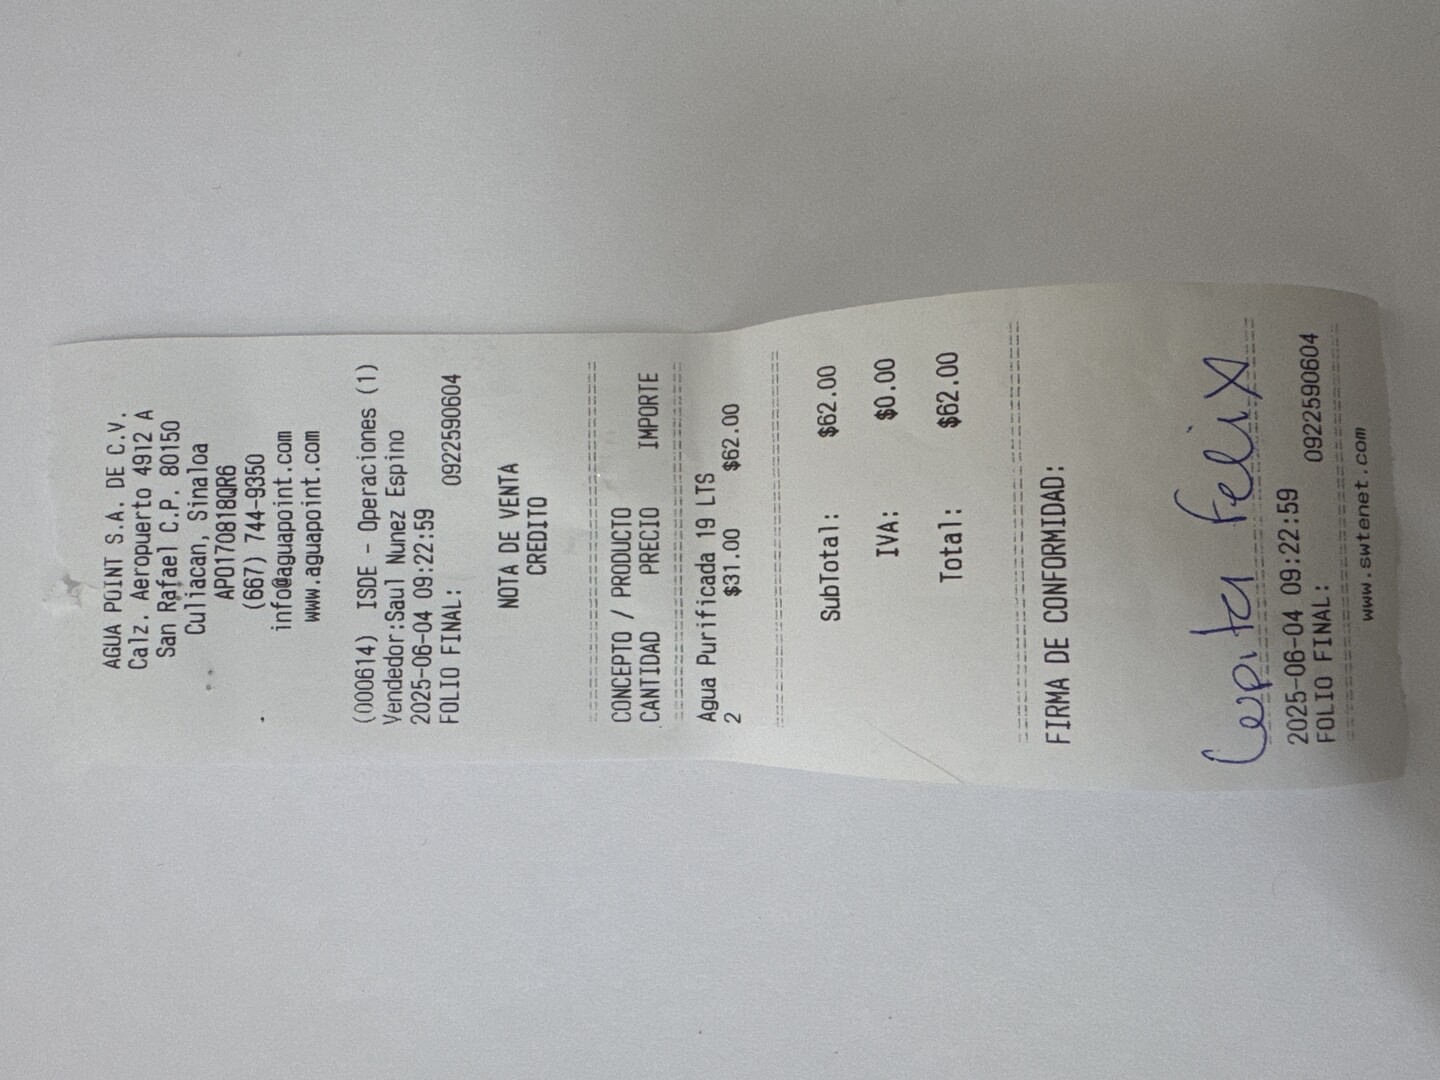 AGUA POINT S.A. DE C.V.
Calz. Aeropuerto 4912 A
San Rafael C.P. 80150
Culiacan, Sinaloa
APO170818QR6
(667) 744-9350
info@aguapoint.com
www.aguapoint.com
(000614) ISDE - Operaciones (1)
Vendedor:Saul Nunez Espino
2025-06-04 09:22:59
FOLIO FINAL: 0922590604
NOTA DE VENTA
CREDITO
CONCEPTO / PRODUCTO
CANTIDAD PRECIO IMPORTE
Agua Purificada 19 LTS
2 $31.00 $62.00
SubTotal: $62.00
IVA: $0.00
Total: $62.00
FIRMA DE CONFORMIDAD:
Lupita Felix
2025-06-04 09:22:59
FOLIO FINAL: 0922590604
www.swtenet.com